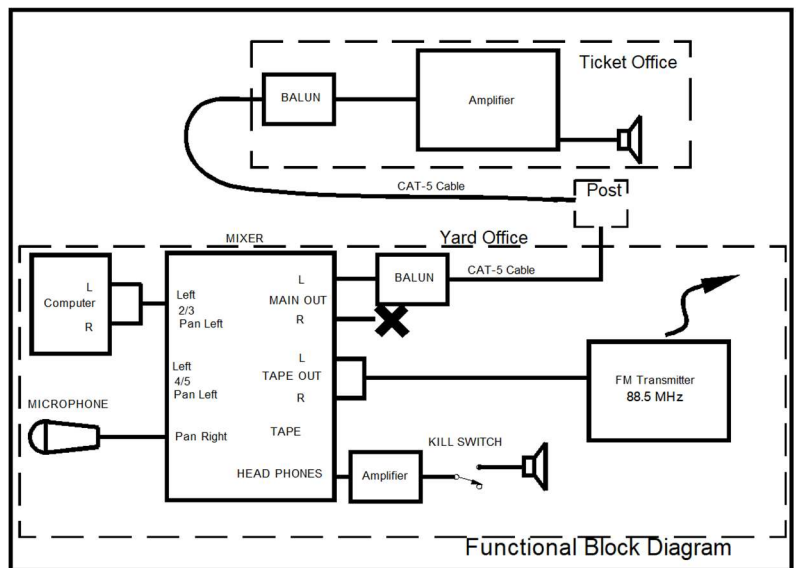 Ticket Office
BALUN
Amplifier
CAT-5 Cable
Post
MIXER
Yard Office
L
Computer
R
Left
2/3
Pan Left
L
MAIN OUT
R
BALUN
CAT-5 Cable
Left
4/5
Pan Left
L
TAPE OUT
R
FM Transmitter
88.5 MHz
MICROPHONE
Pan Right
TAPE
KILL SWITCH
HEAD PHONES
Amplifier
Functional Block Diagram